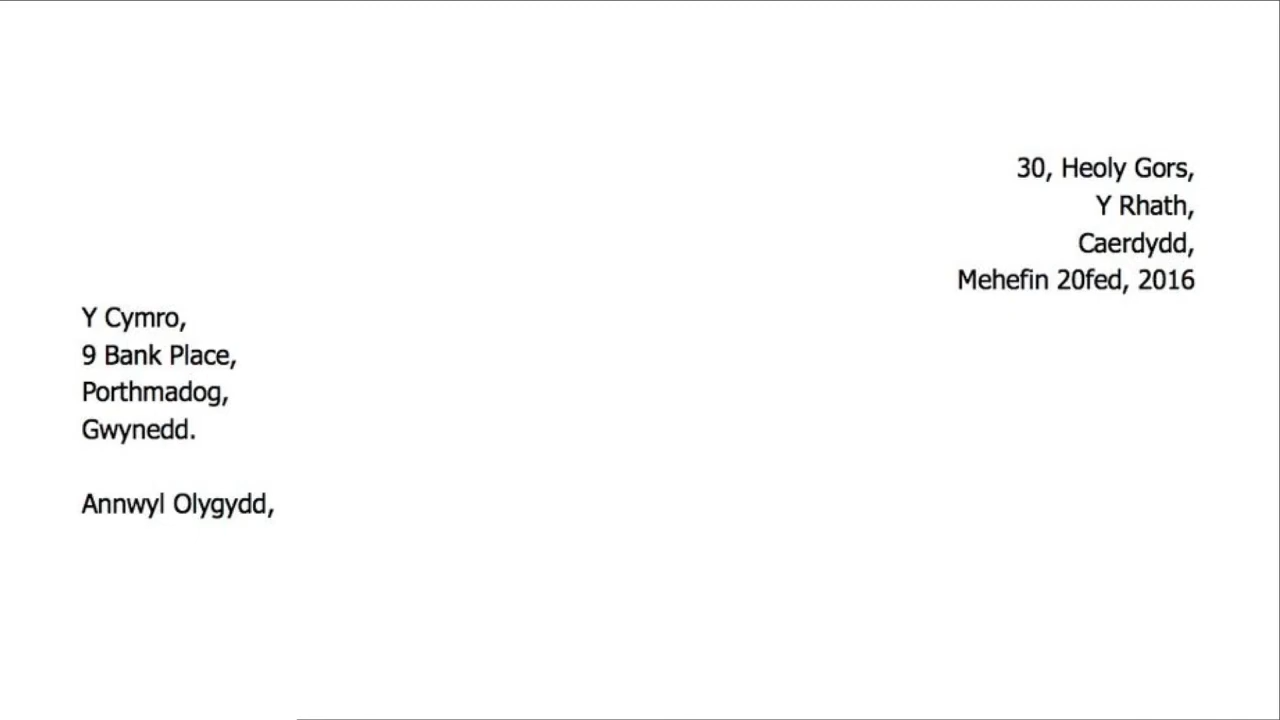 30, Heoly Gors,
Y Rhath,
Caerdydd,
Mehefin 20fed, 2016
Y Cymro,
9 Bank Place,
Porthmadog,
Gwynedd.
Annwyl Olygydd,